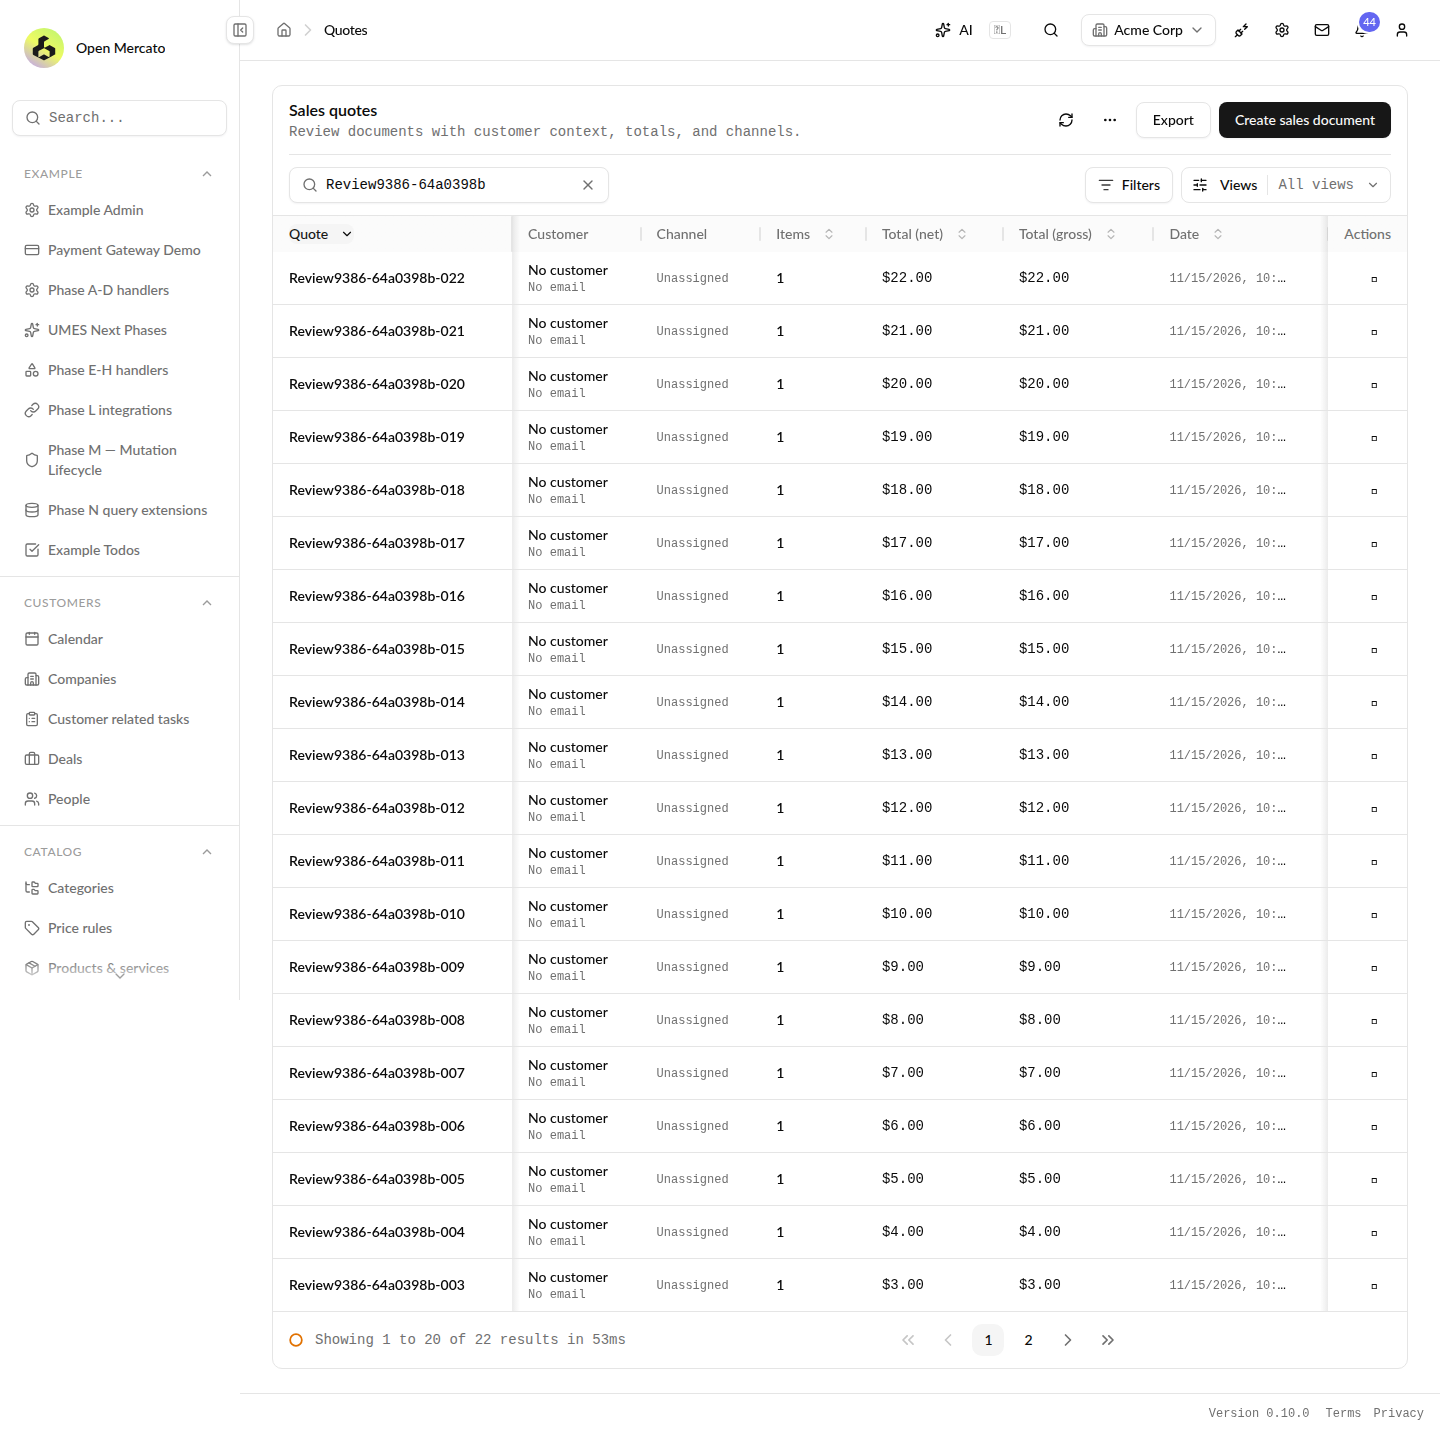 Open Mercato
Search...
EXAMPLE
Example Admin
Payment Gateway Demo
Phase A-D handlers
UMES Next Phases
Phase E-H handlers
Phase L integrations
Phase M — Mutation
Lifecycle
Phase N query extensions
Example Todos
CUSTOMERS
Calendar
Companies
Customer related tasks
Deals
People
CATALOG
Categories
Price rules
Products & services
Quotes
AI
L
Acme Corp
44
Sales quotes
Review documents with customer context, totals, and channels.
Export
Create sales document
Review9386-64a0398b
Filters
Views
All views
Quote Customer Channel Items Total (net) Total (gross) Date Actions
Review9386-64a0398b-022 No customer Unassigned 1 $22.00 $22.00 11/15/2026, 10:…
No email
Review9386-64a0398b-021 No customer Unassigned 1 $21.00 $21.00 11/15/2026, 10:…
No email
Review9386-64a0398b-020 No customer Unassigned 1 $20.00 $20.00 11/15/2026, 10:…
No email
Review9386-64a0398b-019 No customer Unassigned 1 $19.00 $19.00 11/15/2026, 10:…
No email
Review9386-64a0398b-018 No customer Unassigned 1 $18.00 $18.00 11/15/2026, 10:…
No email
Review9386-64a0398b-017 No customer Unassigned 1 $17.00 $17.00 11/15/2026, 10:…
No email
Review9386-64a0398b-016 No customer Unassigned 1 $16.00 $16.00 11/15/2026, 10:…
No email
Review9386-64a0398b-015 No customer Unassigned 1 $15.00 $15.00 11/15/2026, 10:…
No email
Review9386-64a0398b-014 No customer Unassigned 1 $14.00 $14.00 11/15/2026, 10:…
No email
Review9386-64a0398b-013 No customer Unassigned 1 $13.00 $13.00 11/15/2026, 10:…
No email
Review9386-64a0398b-012 No customer Unassigned 1 $12.00 $12.00 11/15/2026, 10:…
No email
Review9386-64a0398b-011 No customer Unassigned 1 $11.00 $11.00 11/15/2026, 10:…
No email
Review9386-64a0398b-010 No customer Unassigned 1 $10.00 $10.00 11/15/2026, 10:…
No email
Review9386-64a0398b-009 No customer Unassigned 1 $9.00 $9.00 11/15/2026, 10:…
No email
Review9386-64a0398b-008 No customer Unassigned 1 $8.00 $8.00 11/15/2026, 10:…
No email
Review9386-64a0398b-007 No customer Unassigned 1 $7.00 $7.00 11/15/2026, 10:…
No email
Review9386-64a0398b-006 No customer Unassigned 1 $6.00 $6.00 11/15/2026, 10:…
No email
Review9386-64a0398b-005 No customer Unassigned 1 $5.00 $5.00 11/15/2026, 10:…
No email
Review9386-64a0398b-004 No customer Unassigned 1 $4.00 $4.00 11/15/2026, 10:…
No email
Review9386-64a0398b-003 No customer Unassigned 1 $3.00 $3.00 11/15/2026, 10:…
No email
Showing 1 to 20 of 22 results in 53ms
1 2
Version 0.10.0 Terms Privacy